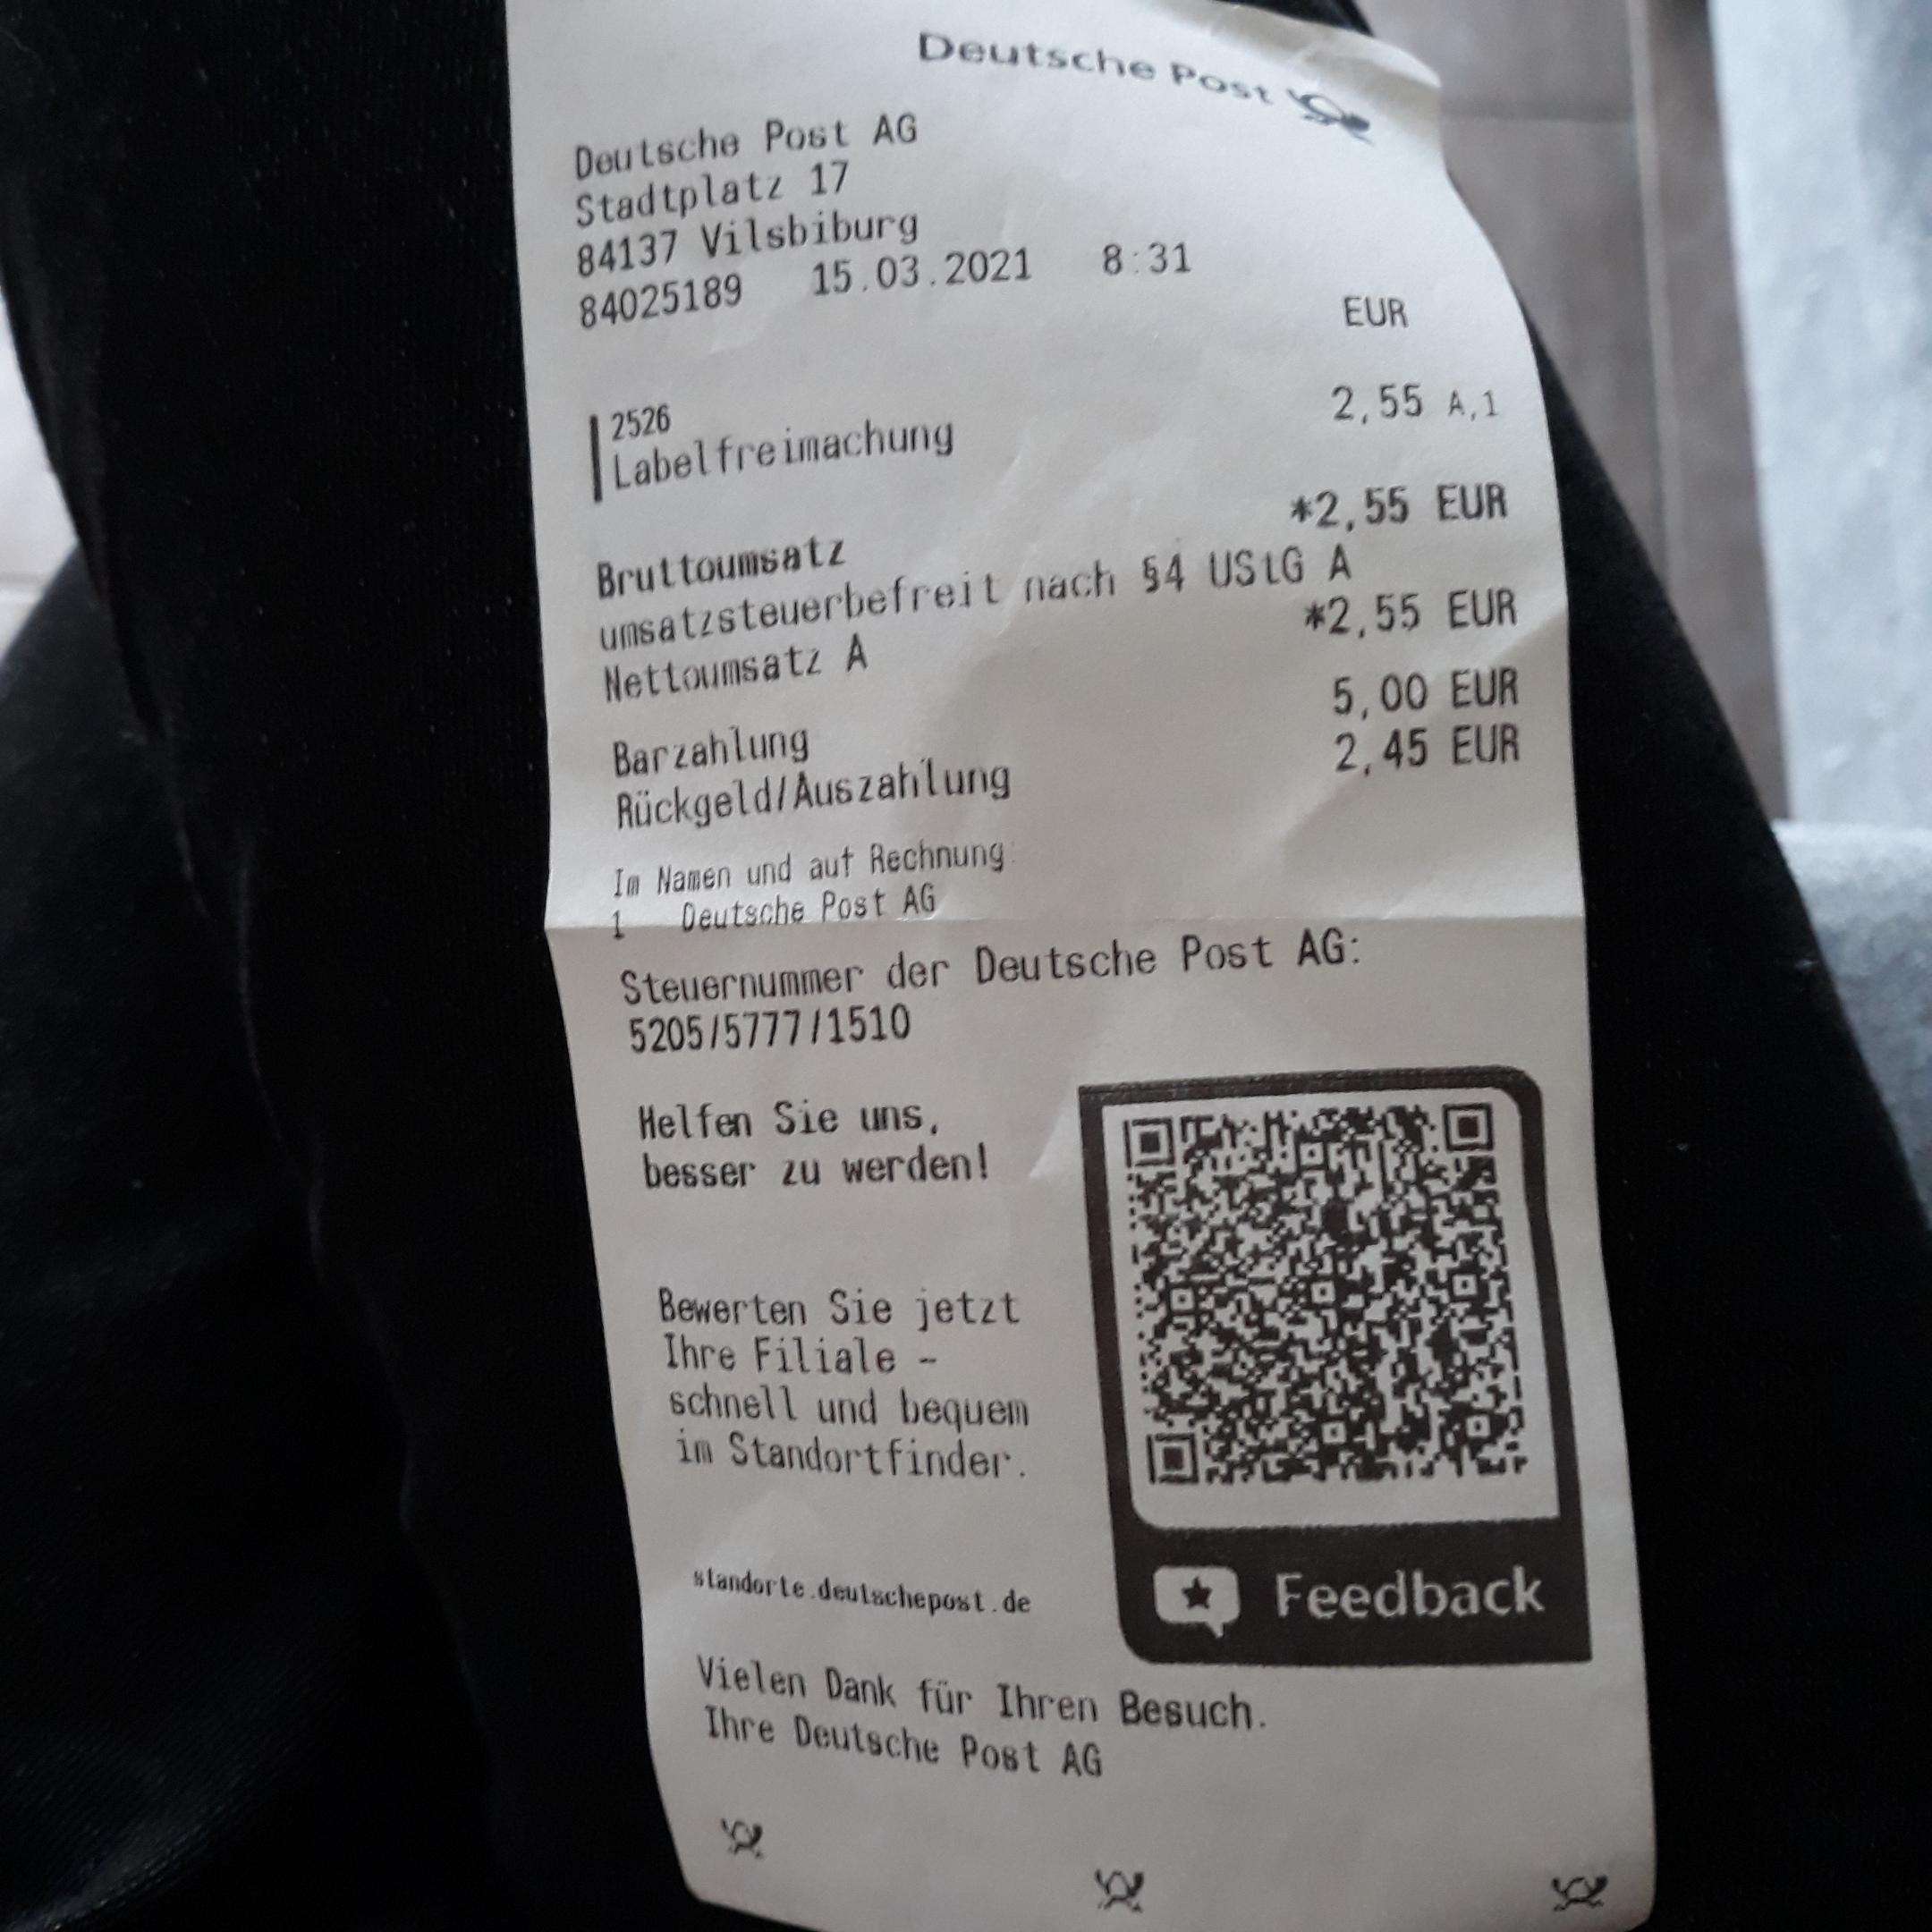 Deutsche Post
Deutsche Post AG
Stadtplatz 17
84137 Vilsbiburg
84025189 15.03.2021 8:31
EUR
2526
Labelfreimachung 2,55 A,1
Bruttoumsatz *2,55 EUR
umsatzsteuerbefreit nach §4 UStG A
Nettoumsatz A *2,55 EUR
Barzahlung 5,00 EUR
Rückgeld/Auszahlung 2,45 EUR
Im Namen und auf Rechnung:
1 Deutsche Post AG
Steuernummer der Deutsche Post AG:
5205/5777/1510
Helfen Sie uns,
besser zu werden!
Bewerten Sie jetzt
Ihre Filiale -
schnell und bequem
im Standortfinder.
standorte.deutschepost.de
Feedback
Vielen Dank für Ihren Besuch.
Ihre Deutsche Post AG